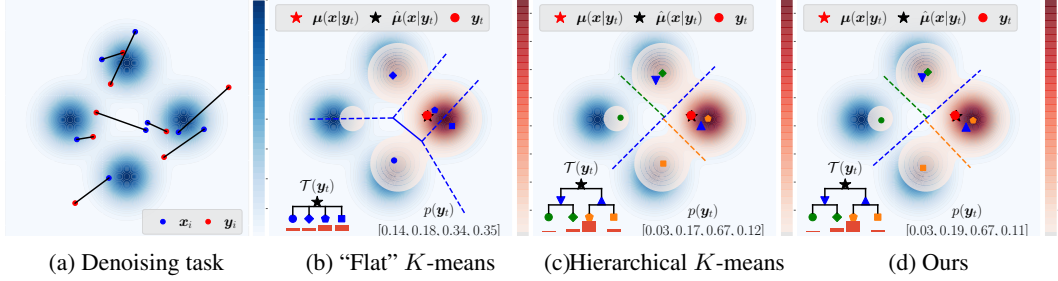 x_i y_i
μ(x|y_t) μ̂(x|y_t) y_t
T(y_t)
p(y_t)
[0.14, 0.18, 0.34, 0.35]
μ(x|y_t) μ̂(x|y_t) y_t
T(y_t)
p(y_t)
[0.03, 0.17, 0.67, 0.12]
μ(x|y_t) μ̂(x|y_t) y_t
T(y_t)
p(y_t)
[0.03, 0.19, 0.67, 0.11]
(a) Denoising task
(b) “Flat” K-means
(c)Hierarchical K-means
(d) Ours